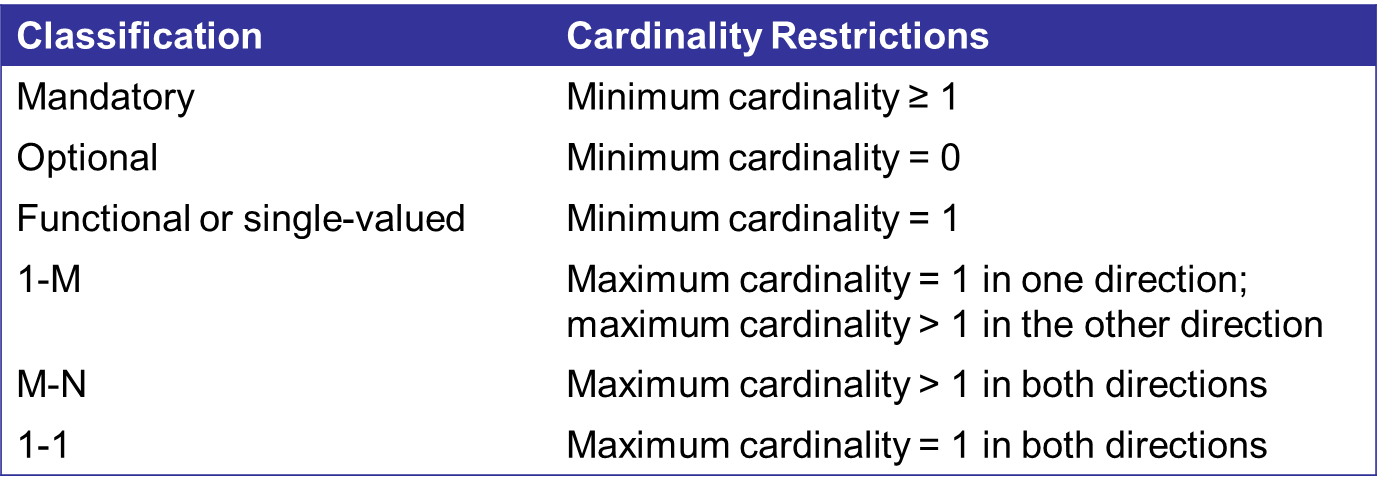 Classification Cardinality Restrictions
Mandatory Minimum cardinality ≥ 1
Optional Minimum cardinality = 0
Functional or single-valued Minimum cardinality = 1
1-M Maximum cardinality = 1 in one direction;
maximum cardinality > 1 in the other direction
M-N Maximum cardinality > 1 in both directions
1-1 Maximum cardinality = 1 in both directions